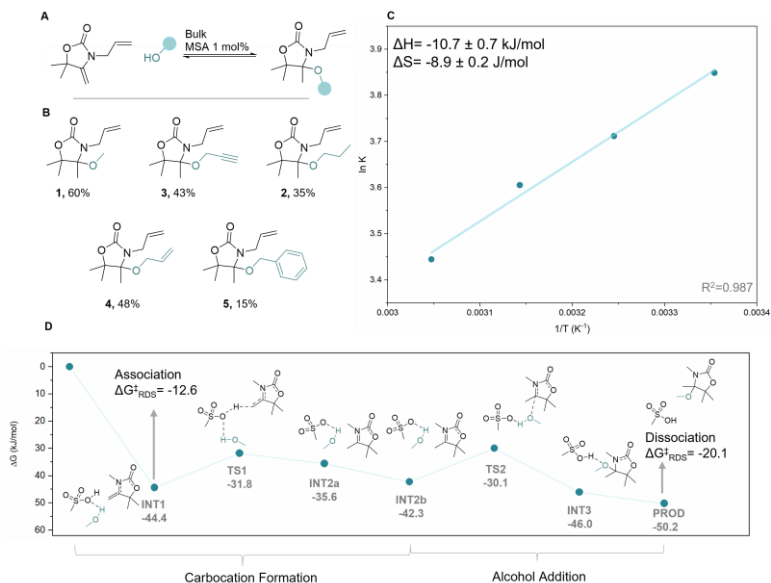 A
Bulk
MSA 1 mol%
HO
B
1, 60%
3, 43%
2, 35%
4, 48%
5, 15%
C
ΔH= -10.7 ± 0.7 kJ/mol
ΔS= -8.9 ± 0.2 J/mol
ln K
3.9
3.8
3.7
3.6
3.5
3.4
R²=0.987
0.003
0.0031
0.0032
0.0033
0.0034
1/T (K⁻¹)
D
ΔG (kJ/mol)
0
10
20
30
40
50
60
Association
ΔG‡RDS= -12.6
INT1
-44.4
TS1
-31.8
INT2a
-35.6
INT2b
-42.3
TS2
-30.1
INT3
-46.0
Dissociation
ΔG‡RDS= -20.1
PROD
-50.2
Carbocation Formation
Alcohol Addition